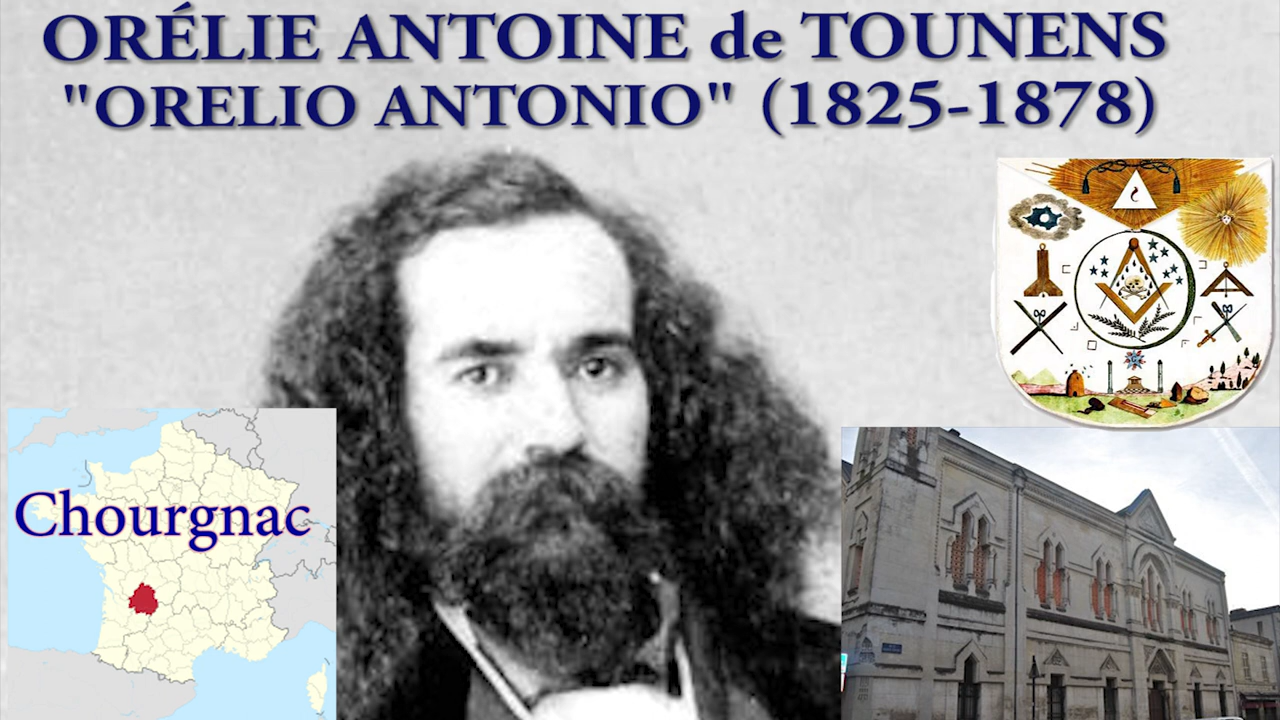 ORÉLIE ANTOINE de TOUNENS
"ORELIO ANTONIO" (1825-1878)
Chourgnac